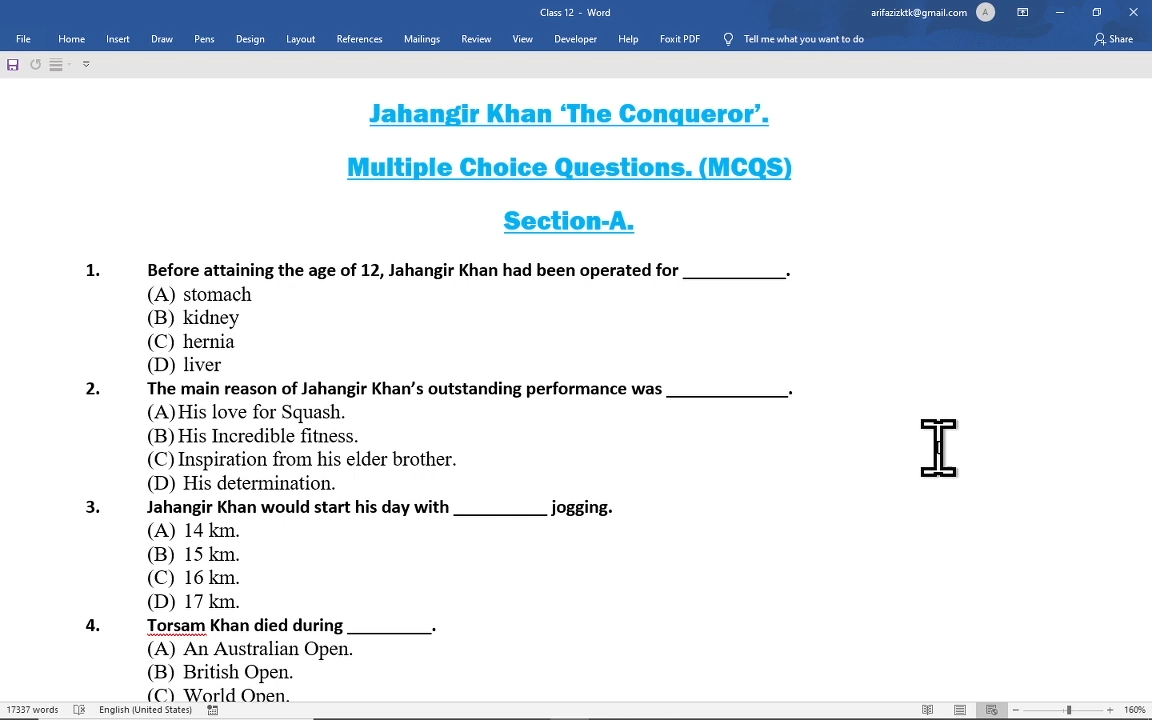 Class 12 - Word
arifazizktk@gmail.com
A
File Home Insert Draw Pens Design Layout References Mailings Review View Developer Help Foxit PDF Tell me what you want to do Share
Jahangir Khan ‘The Conqueror’.
Multiple Choice Questions. (MCQS)
Section-A.
1. Before attaining the age of 12, Jahangir Khan had been operated for ___________.
(A) stomach
(B) kidney
(C) hernia
(D) liver
2. The main reason of Jahangir Khan’s outstanding performance was _____________.
(A) His love for Squash.
(B) His Incredible fitness.
(C) Inspiration from his elder brother.
(D) His determination.
3. Jahangir Khan would start his day with __________ jogging.
(A) 14 km.
(B) 15 km.
(C) 16 km.
(D) 17 km.
4. Torsam Khan died during _________.
(A) An Australian Open.
(B) British Open.
(C) World Open.
17337 words English (United States) 160%